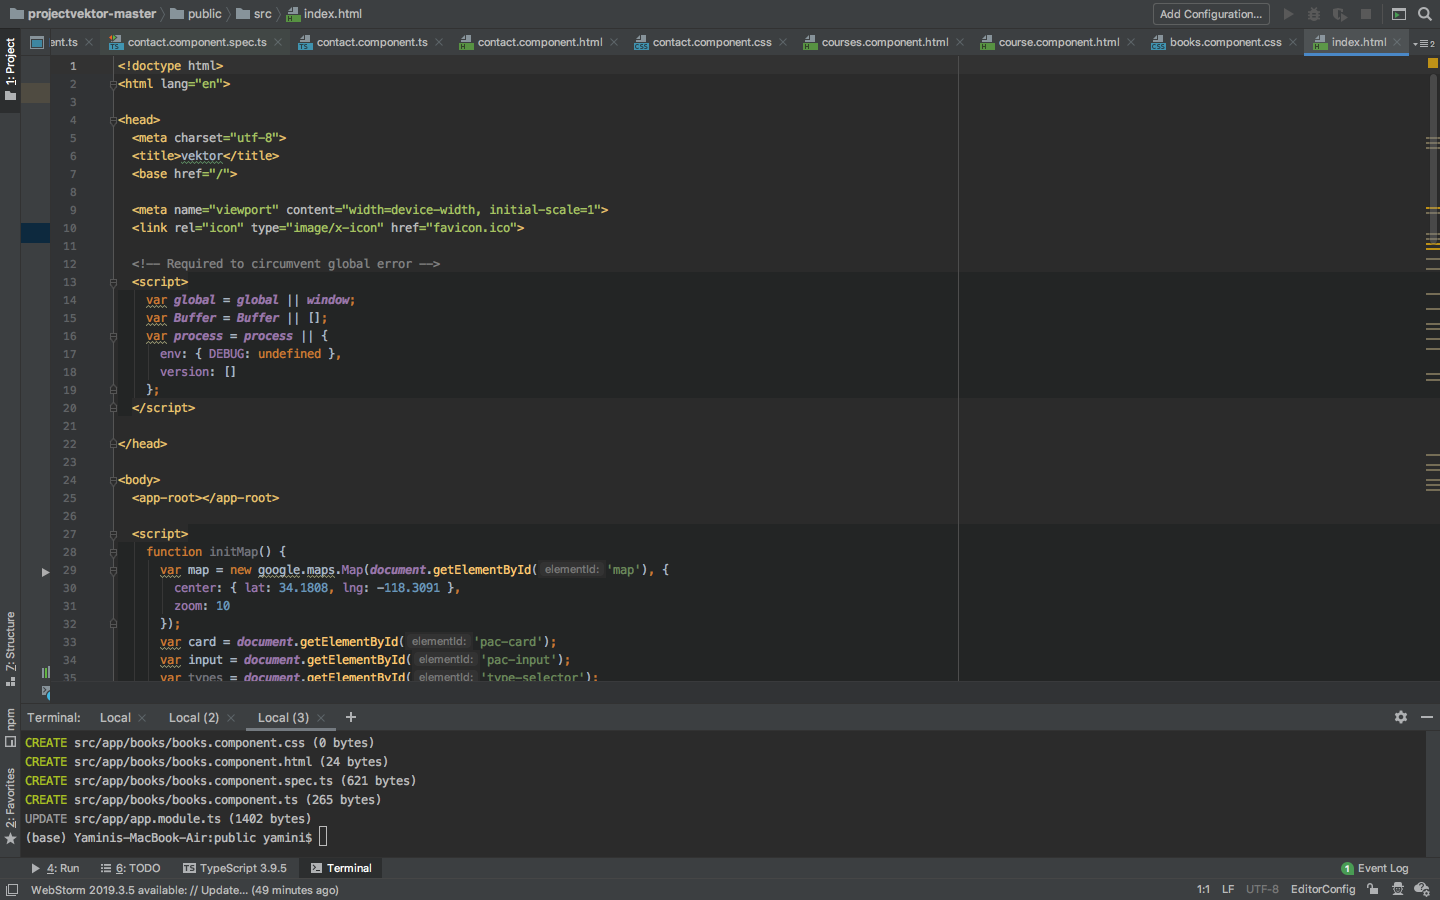 projectvektor-master public src index.html Add Configuration...
ent.ts contact.component.spec.ts contact.component.ts contact.component.html contact.component.css courses.component.html course.component.html books.component.css index.html 2
1: Project
1 <!doctype html>
2 <html lang="en">
3
4 <head>
5 <meta charset="utf-8">
6 <title>vektor</title>
7 <base href="/">
8
9 <meta name="viewport" content="width=device-width, initial-scale=1">
10 <link rel="icon" type="image/x-icon" href="favicon.ico">
11
12 <!-- Required to circumvent global error -->
13 <script>
14 var global = global || window;
15 var Buffer = Buffer || [];
16 var process = process || {
17 env: { DEBUG: undefined },
18 version: []
19 };
20 </script>
21
22 </head>
23
24 <body>
25 <app-root></app-root>
26
27 <script>
28 function initMap() {
29 var map = new google.maps.Map(document.getElementById( elementId: 'map'), {
30 center: { lat: 34.1808, lng: -118.3091 },
31 zoom: 10
32 });
33 var card = document.getElementById( elementId: 'pac-card');
34 var input = document.getElementById( elementId: 'pac-input');
35 var types = document.getElementById( elementId: 'type-selector');
7: Structure
npm
2: Favorites
Terminal: Local Local (2) Local (3)
CREATE src/app/books/books.component.css (0 bytes)
CREATE src/app/books/books.component.html (24 bytes)
CREATE src/app/books/books.component.spec.ts (621 bytes)
CREATE src/app/books/books.component.ts (265 bytes)
UPDATE src/app/app.module.ts (1402 bytes)
(base) Yaminis-MacBook-Air:public yamini$
4: Run 6: TODO TypeScript 3.9.5 Terminal 1 Event Log
WebStorm 2019.3.5 available: // Update... (49 minutes ago) 1:1 LF UTF-8 EditorConfig